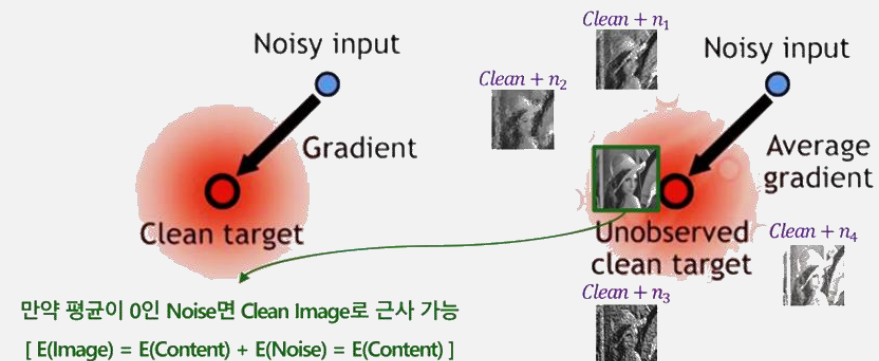 Noisy input
Gradient
Clean target
Clean + n₁
Noisy input
Clean + n₂
Average
gradient
Unobserved
clean target
Clean + n₄
Clean + n₃
만약 평균이 0인 Noise면 Clean Image로 근사 가능
[ E(Image) = E(Content) + E(Noise) = E(Content) ]